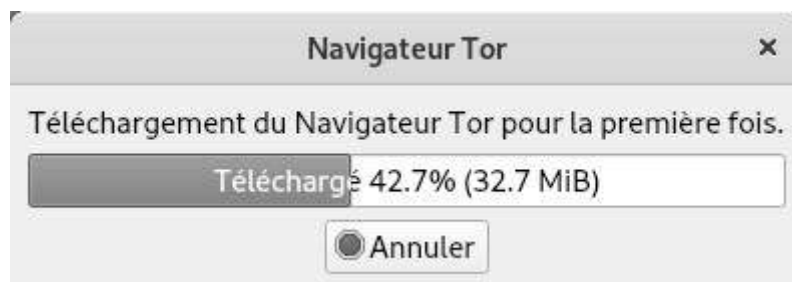 Navigateur Tor
Téléchargement du Navigateur Tor pour la première fois.
Téléchargé 42.7% (32.7 MiB)
Annuler